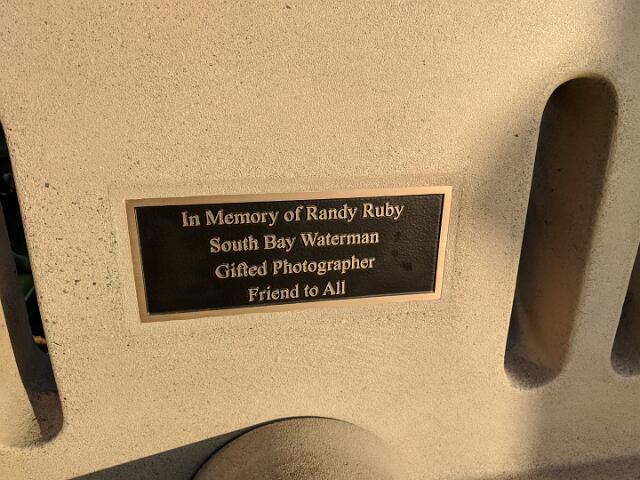 In Memory of Randy Ruby
South Bay Waterman
Gifted Photographer
Friend to All